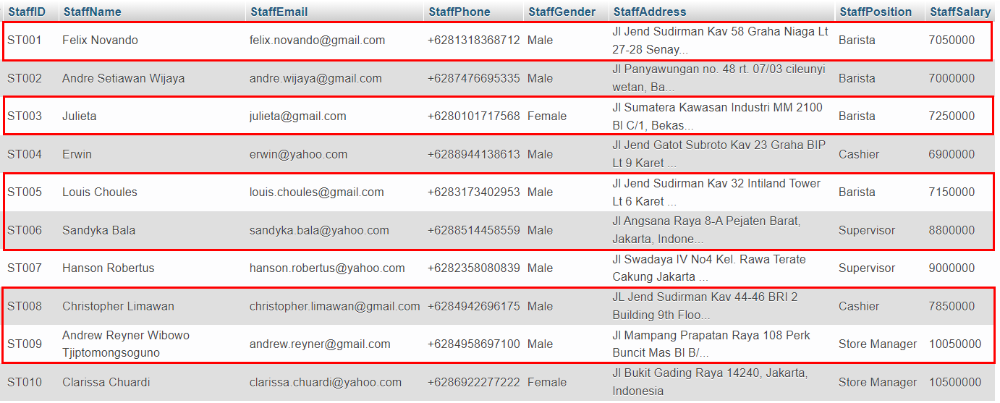 StaffID StaffName StaffEmail StaffPhone StaffGender StaffAddress StaffPosition StaffSalary
ST001 Felix Novando felix.novando@gmail.com +6281318368712 Male Jl Jend Sudirman Kav 58 Graha Niaga Lt 27-28 Senay... Barista 7050000
ST002 Andre Setiawan Wijaya andre.wijaya@gmail.com +6287476695335 Male Jl Panyawungan no. 48 rt. 07/03 cileunyi wetan, Ba... Barista 7000000
ST003 Julieta julieta@gmail.com +6280101717568 Female Jl Sumatera Kawasan Industri MM 2100 Bl C/1, Bekas... Barista 7250000
ST004 Erwin erwin@yahoo.com +6288944138613 Male Jl Jend Gatot Subroto Kav 23 Graha BIP Lt 9 Karet ... Cashier 6900000
ST005 Louis Choules louis.choules@gmail.com +6283173402953 Male Jl Jend Sudirman Kav 32 Intiland Tower Lt 6 Karet ... Barista 7150000
ST006 Sandyka Bala sandyka.bala@yahoo.com +6288514458559 Male Jl Angsana Raya 8-A Pejaten Barat, Jakarta, Indone... Supervisor 8800000
ST007 Hanson Robertus hanson.robertus@yahoo.com +6282358080839 Male Jl Swadaya IV No4 Kel. Rawa Terate Cakung Jakarta ... Supervisor 9000000
ST008 Christopher Limawan christopher.limawan@gmail.com +6284942696175 Male JL Jend Sudirman Kav 44-46 BRI 2 Building 9th Floo... Cashier 7850000
ST009 Andrew Reyner Wibowo Tjiptomongsoguno andrew.reyner@gmail.com +6284958697100 Male Jl Mampang Prapatan Raya 108 Perk Buncit Mas Bl B/... Store Manager 10050000
ST010 Clarissa Chuardi clarissa.chuardi@yahoo.com +6286922277222 Female Jl Bukit Gading Raya 14240, Jakarta, Indonesia Store Manager 10500000